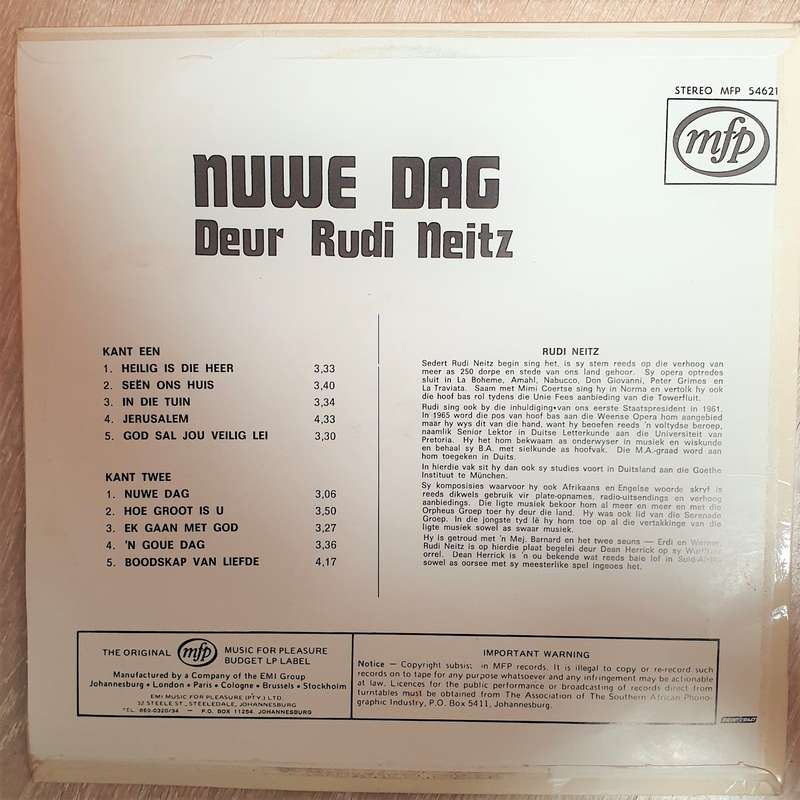 STEREO MFP 54621
mfp
NUWE DAG
Deur Rudi Neitz
KANT EEN
1. HEILIG IS DIE HEER 3,33
2. SEËN ONS HUIS 3,40
3. IN DIE TUIN 3,34
4. JERUSALEM 4,33
5. GOD SAL JOU VEILIG LEI 3,30
KANT TWEE
1. NUWE DAG 3,06
2. HOE GROOT IS U 3,50
3. EK GAAN MET GOD 3,27
4. 'N GOUE DAG 3,36
5. BOODSKAP VAN LIEFDE 4,17
RUDI NEITZ
Sedert Rudi Neitz begin sing het, is sy stem reeds op die verhoog van
meer as 250 dorpe en stede van ons land gehoor. Sy opera optredes
sluit in La Boheme, Amahl, Nabucco, Don Giovanni, Peter Grimes en
La Traviata. Saam met Mimi Coertse sing hy in Norma en vertolk hy ook
die hoof bas rol tydens die Unie Fees aanbieding van die Towerfluit.
Rudi sing ook by die inhuldiging van ons eerste Staatspresident in 1961.
In 1965 word die pos van hoof bas aan die Weense Opera hom aangebied
maar hy wys dit van die hand, want hy beoefen reeds 'n voltydse beroep,
naamlik Senior Lektor in Duitse Letterkunde aan die Universiteit van
Pretoria. Hy het hom bekwaam as onderwyser in musiek en wiskunde
en behaal sy B.A. met sielkunde as hoofvak. Die M.A.-graad word aan
hom toegeken in Duits.
In hierdie vak sit hy dan ook sy studies voort in Duitsland aan die Goethe
Instituut te München.
Sy komposisies waarvoor hy ook Afrikaans en Engelse woorde skryf is
reeds dikwels gebruik vir plate-opnames, radio-uitsendings en verhoog
aanbiedings. Die ligte musiek bekoor hom al meer en meer en met die
Orpheus Groep toer hy deur die land. Hy was ook lid van die Serenade
Groep. In die jongste tyd lê hy hom toe op al die vertakkinge van die
ligte musiek sowel as swaar musiek.
Hy is getroud met 'n Mej. Barnard en het twee seuns — Erdi en Werner.
Rudi Neitz is op hierdie plaat begelei deur Dean Herrick op sy Wurlitzer
orrel. Dean Herrick is 'n ou bekende wat reeds baie lof in Suid-Afrika
sowel as oorsee met sy meesterlike spel ingeoes het.
THE ORIGINAL mfp MUSIC FOR PLEASURE
BUDGET LP LABEL
Manufactured by a Company of the EMI Group
Johannesburg • London • Paris • Cologne • Brussels • Stockholm
EMI MUSIC FOR PLEASURE (PTY.) LTD.
12 STEELE ST., STEELEDALE, JOHANNESBURG
TEL. — P.O. BOX 11254, JOHANNESBURG
IMPORTANT WARNING
Notice — Copyright subsists in MFP records. It is illegal to copy or re-record such
records on tape for any purpose whatsoever and any infringement may be actionable
at law. Licences for the public performance or broadcasting of records direct from
turntables must be obtained from The Association of The Southern African Phono-
graphic Industry, P.O. Box 5411, Johannesburg.